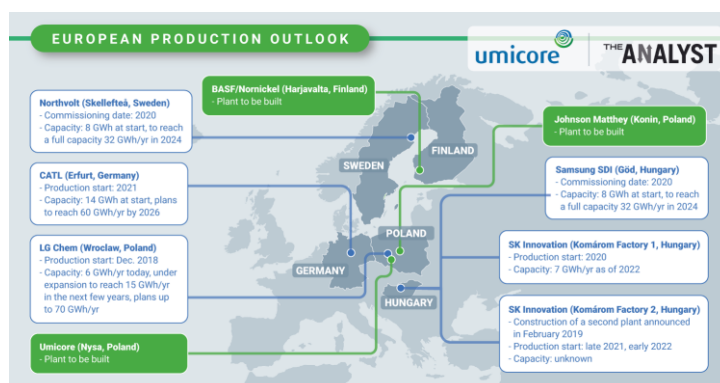 EUROPEAN PRODUCTION OUTLOOK
umicore
THE ANALYST
BASF/Nornickel (Harjavalta, Finland)
- Plant to be built
Northvolt (Skellefteå, Sweden)
- Commissioning date: 2020
- Capacity: 8 GWh at start, to reach
a full capacity 32 GWh/yr in 2024
Johnson Matthey (Konin, Poland)
- Plant to be built
FINLAND
SWEDEN
CATL (Erfurt, Germany)
- Production start: 2021
- Capacity: 14 GWh at start, plans
to reach 60 GWh/yr by 2026
Samsung SDI (Göd, Hungary)
- Commissioning date: 2020
- Capacity: 8 GWh at start, to reach
a full capacity 32 GWh/yr in 2024
POLAND
GERMANY
HUNGARY
LG Chem (Wroclaw, Poland)
- Production start: Dec. 2018
- Capacity: 6 GWh/yr today, under
expansion to reach 15 GWh/yr
in the next few years, plans up
to 70 GWh/yr
SK Innovation (Komárom Factory 1, Hungary)
- Production start: 2020
- Capacity: 7 GWh/yr as of 2022
SK Innovation (Komárom Factory 2, Hungary)
- Construction of a second plant announced
in February 2019
- Production start: late 2021, early 2022
- Capacity: unknown
Umicore (Nysa, Poland)
- Plant to be built